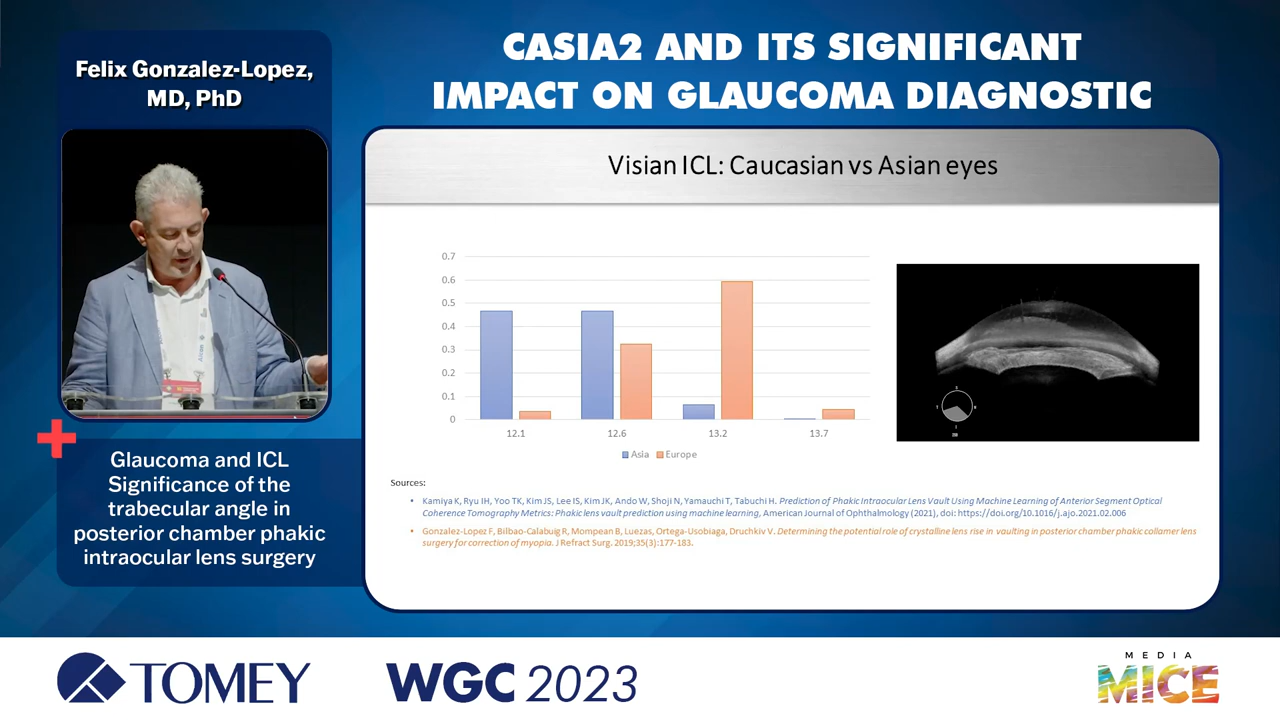 Felix Gonzalez-Lopez,
MD, PhD
CASIA2 AND ITS SIGNIFICANT
IMPACT ON GLAUCOMA DIAGNOSTIC
Visian ICL: Caucasian vs Asian eyes
0.7
0.6
0.5
0.4
0.3
0.2
0.1
0
12.1 12.6 13.2 13.7
Asia Europe
Sources:
• Kamiya K, Ryu IH, Yoo TK, Kim JS, Lee IS, Kim JK, Ando W, Shoji N, Yamauchi T, Tabuchi H. Prediction of Phakic Intraocular Lens Vault Using Machine Learning of Anterior Segment Optical
Coherence Tomography Metrics: Phakic lens vault prediction using machine learning, American Journal of Ophthalmology (2021), doi: https://doi.org/10.1016/j.ajo.2021.02.006
• Gonzalez-Lopez F, Bilbao-Calabuig R, Mompean B, Luezas, Ortega-Usobiaga, Druchkiv V. Determining the potential role of crystalline lens rise in vaulting in posterior chamber phakic collamer lens
surgery for correction of myopia. J Refract Surg. 2019;35(3):177-183.
Glaucoma and ICL
Significance of the
trabecular angle in
posterior chamber phakic
intraocular lens surgery
TOMEY
WGC 2023
MEDIA
MICE